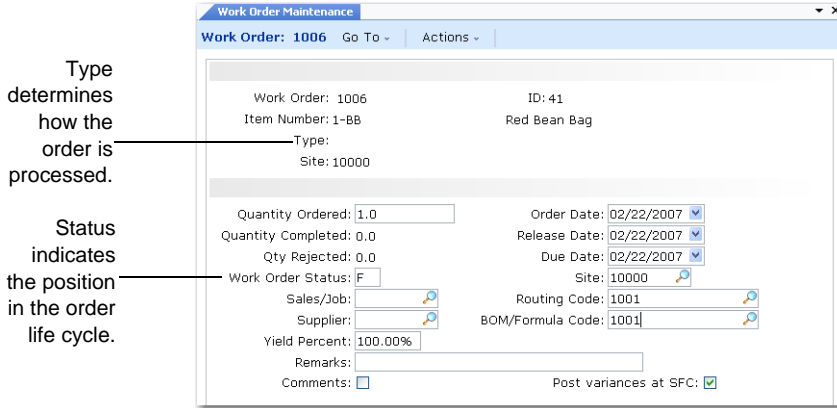 Work Order Maintenance
Work Order: 1006 Go To Actions
Type
determines
how the
order is
processed.
Work Order: 1006 ID: 41
Item Number: 1-BB Red Bean Bag
Type:
Site: 10000
Status
indicates
the position
in the order
life cycle.
Quantity Ordered: 1.0 Order Date: 02/22/2007
Quantity Completed: 0.0 Release Date: 02/22/2007
Qty Rejected: 0.0 Due Date: 02/22/2007
Work Order Status: F Site: 10000
Sales/Job: Routing Code: 1001
Supplier: BOM/Formula Code: 1001
Yield Percent: 100.00%
Remarks:
Comments: Post variances at SFC: